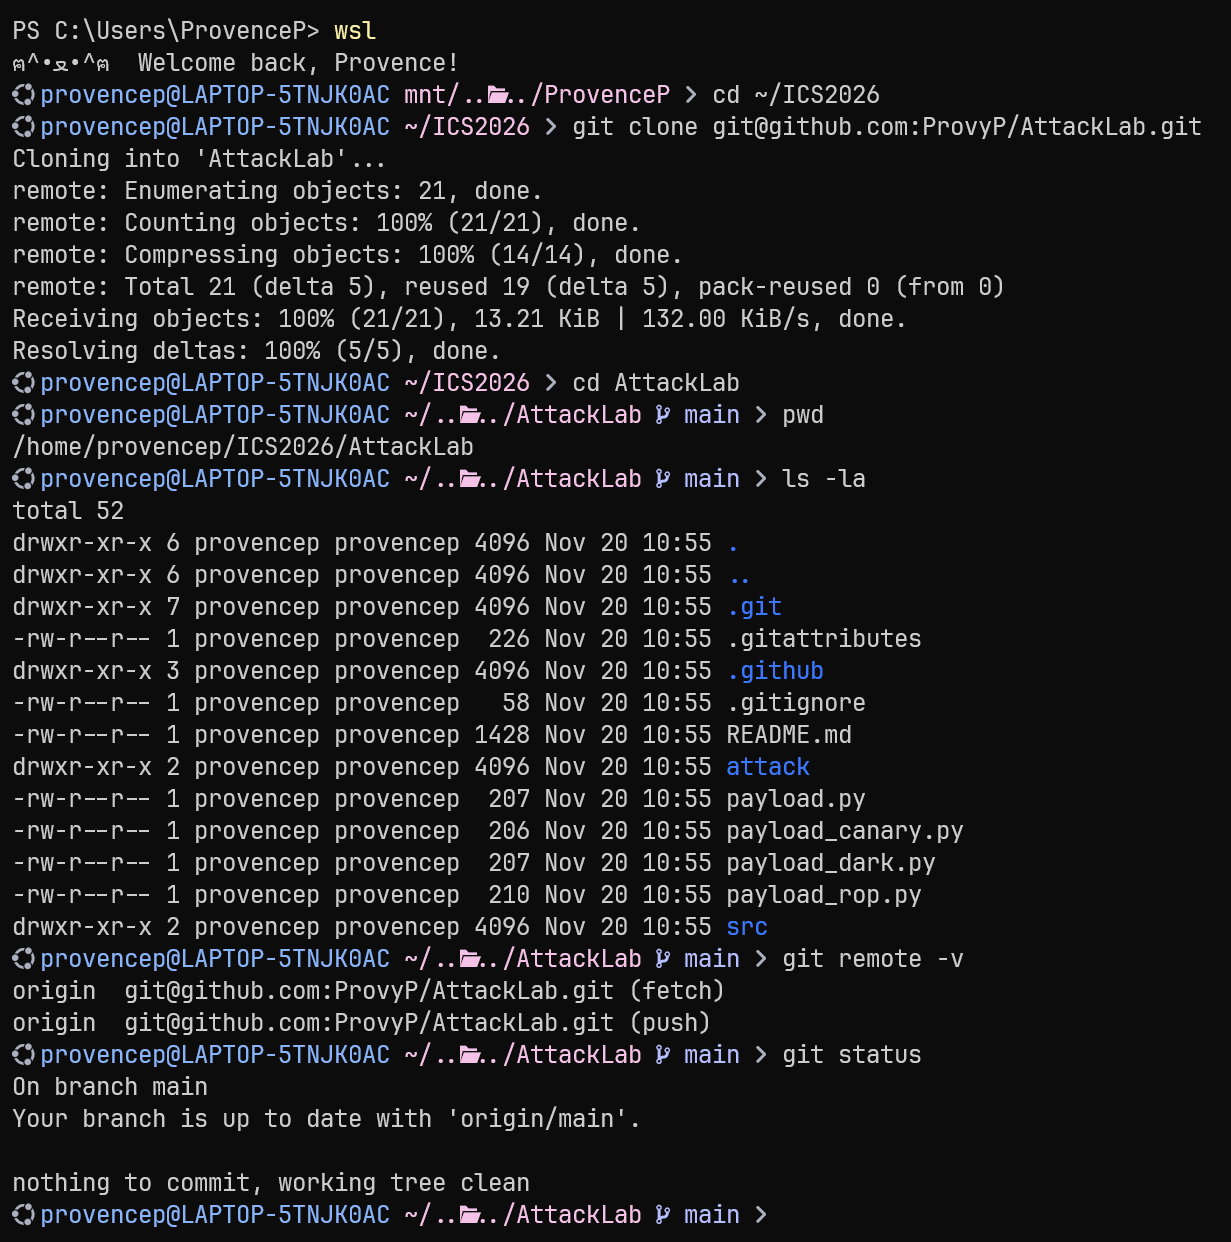 PS C:\Users\ProvenceP> wsl
ฅ^•ﻌ•^ฅ  Welcome back, Provence!
provencep@LAPTOP-5TNJK0AC mnt/..../ProvenceP > cd ~/ICS2026
provencep@LAPTOP-5TNJK0AC ~/ICS2026 > git clone git@github.com:ProvyP/AttackLab.git
Cloning into 'AttackLab'...
remote: Enumerating objects: 21, done.
remote: Counting objects: 100% (21/21), done.
remote: Compressing objects: 100% (14/14), done.
remote: Total 21 (delta 5), reused 19 (delta 5), pack-reused 0 (from 0)
Receiving objects: 100% (21/21), 13.21 KiB | 132.00 KiB/s, done.
Resolving deltas: 100% (5/5), done.
provencep@LAPTOP-5TNJK0AC ~/ICS2026 > cd AttackLab
provencep@LAPTOP-5TNJK0AC ~/..../AttackLab main > pwd
/home/provencep/ICS2026/AttackLab
provencep@LAPTOP-5TNJK0AC ~/..../AttackLab main > ls -la
total 52
drwxr-xr-x 6 provencep provencep 4096 Nov 20 10:55 .
drwxr-xr-x 6 provencep provencep 4096 Nov 20 10:55 ..
drwxr-xr-x 7 provencep provencep 4096 Nov 20 10:55 .git
-rw-r--r-- 1 provencep provencep  226 Nov 20 10:55 .gitattributes
drwxr-xr-x 3 provencep provencep 4096 Nov 20 10:55 .github
-rw-r--r-- 1 provencep provencep   58 Nov 20 10:55 .gitignore
-rw-r--r-- 1 provencep provencep 1428 Nov 20 10:55 README.md
drwxr-xr-x 2 provencep provencep 4096 Nov 20 10:55 attack
-rw-r--r-- 1 provencep provencep  207 Nov 20 10:55 payload.py
-rw-r--r-- 1 provencep provencep  206 Nov 20 10:55 payload_canary.py
-rw-r--r-- 1 provencep provencep  207 Nov 20 10:55 payload_dark.py
-rw-r--r-- 1 provencep provencep  210 Nov 20 10:55 payload_rop.py
drwxr-xr-x 2 provencep provencep 4096 Nov 20 10:55 src
provencep@LAPTOP-5TNJK0AC ~/..../AttackLab main > git remote -v
origin  git@github.com:ProvyP/AttackLab.git (fetch)
origin  git@github.com:ProvyP/AttackLab.git (push)
provencep@LAPTOP-5TNJK0AC ~/..../AttackLab main > git status
On branch main
Your branch is up to date with 'origin/main'.
nothing to commit, working tree clean
provencep@LAPTOP-5TNJK0AC ~/..../AttackLab main >